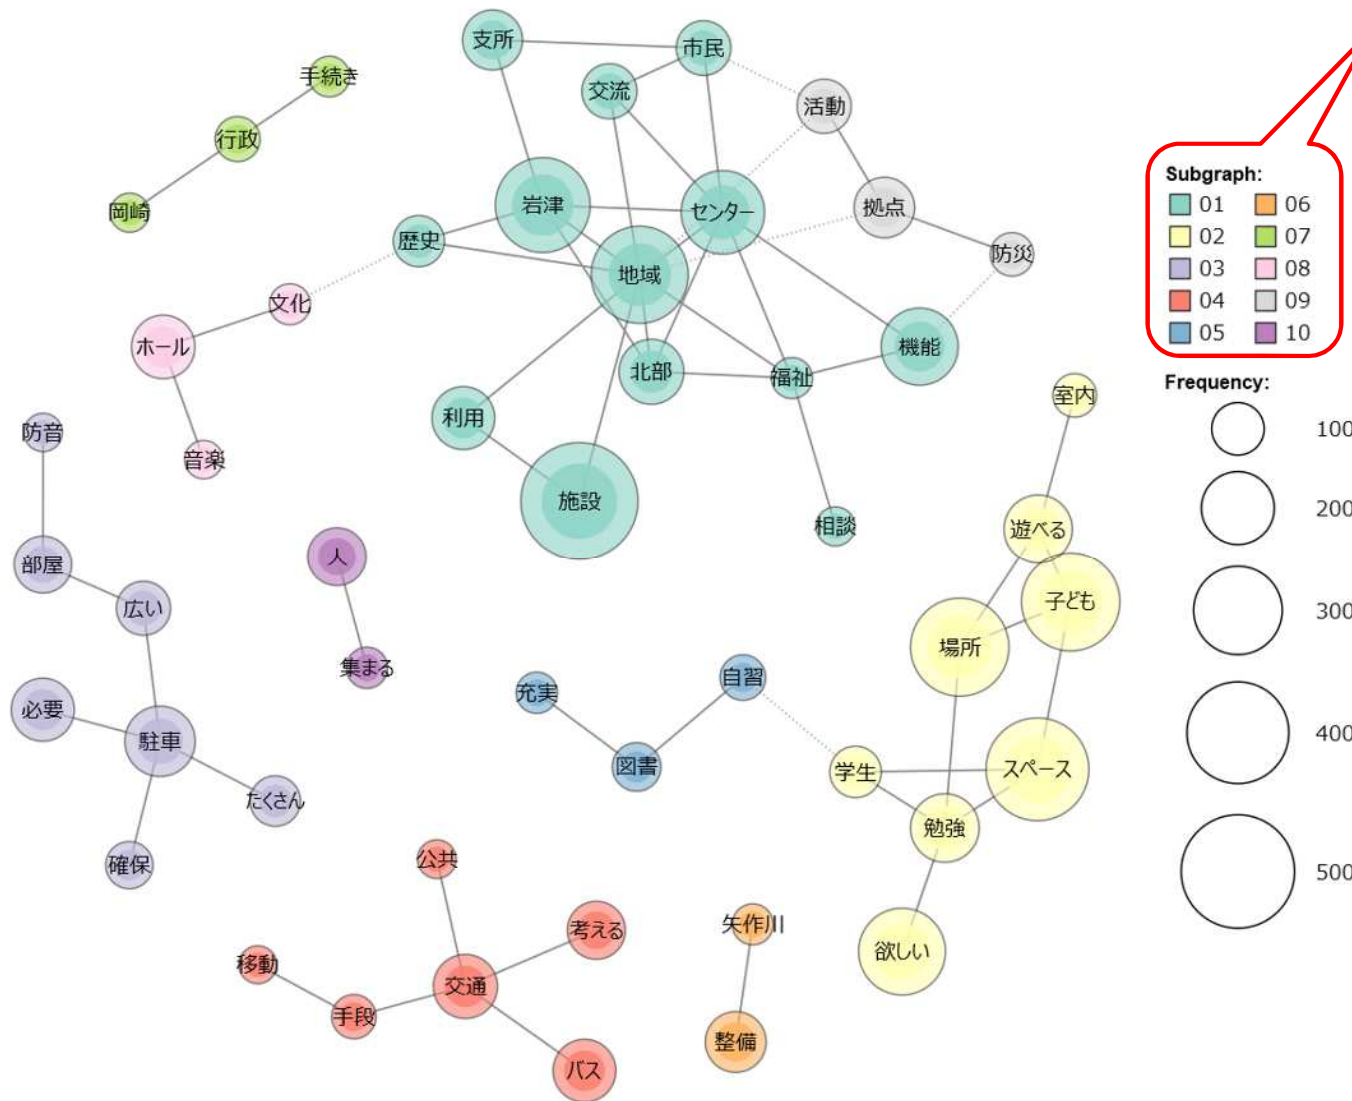 支所
市民
手続き
交流
活動
行政
岩津
センター
拠点
岡崎
歴史
地域
防災
文化
ホール
北部
福祉
機能
利用
室内
防音
音楽
施設
相談
遊べる
人
部屋
広い
子ども
場所
集まる
自習
充実
必要
駐車
図書
学生
スペース
たくさん
勉強
確保
公共
考える
矢作川
欲しい
移動
交通
手段
整備
バス
Subgraph:
01 06
02 07
03 08
04 09
05 10
Frequency:
100
200
300
400
500